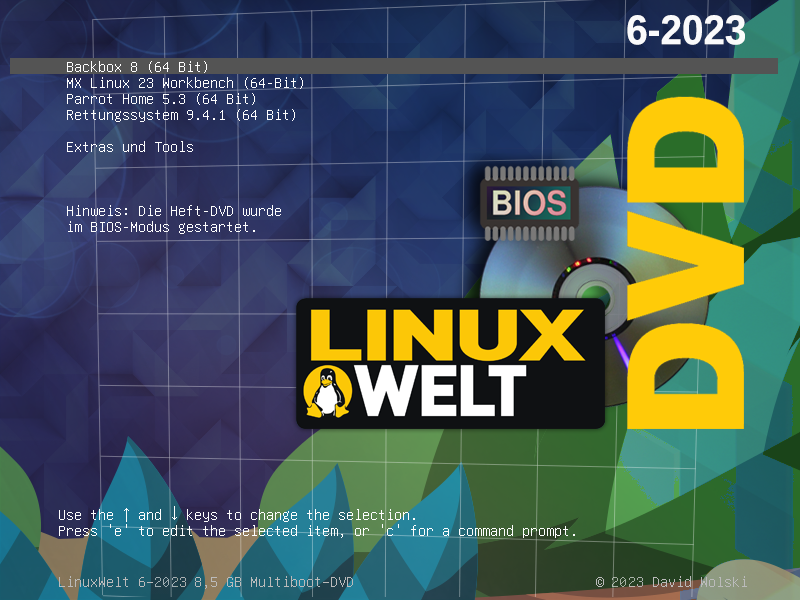 6-2023
Backbox 8 (64 Bit)
MX Linux 23 Workbench (64-Bit)
Parrot Home 5.3 (64 Bit)
Rettungssystem 9.4.1 (64 Bit)
Extras und Tools
Hinweis: Die Heft-DVD wurde
im BIOS-Modus gestartet.
BIOS
DVD
LINUX
WELT
Use the ↑ and ↓ keys to change the selection.
Press 'e' to edit the selected item, or 'c' for a command prompt.
LinuxWelt 6-2023 8,5 GB Multiboot-DVD
© 2023 David Wolski